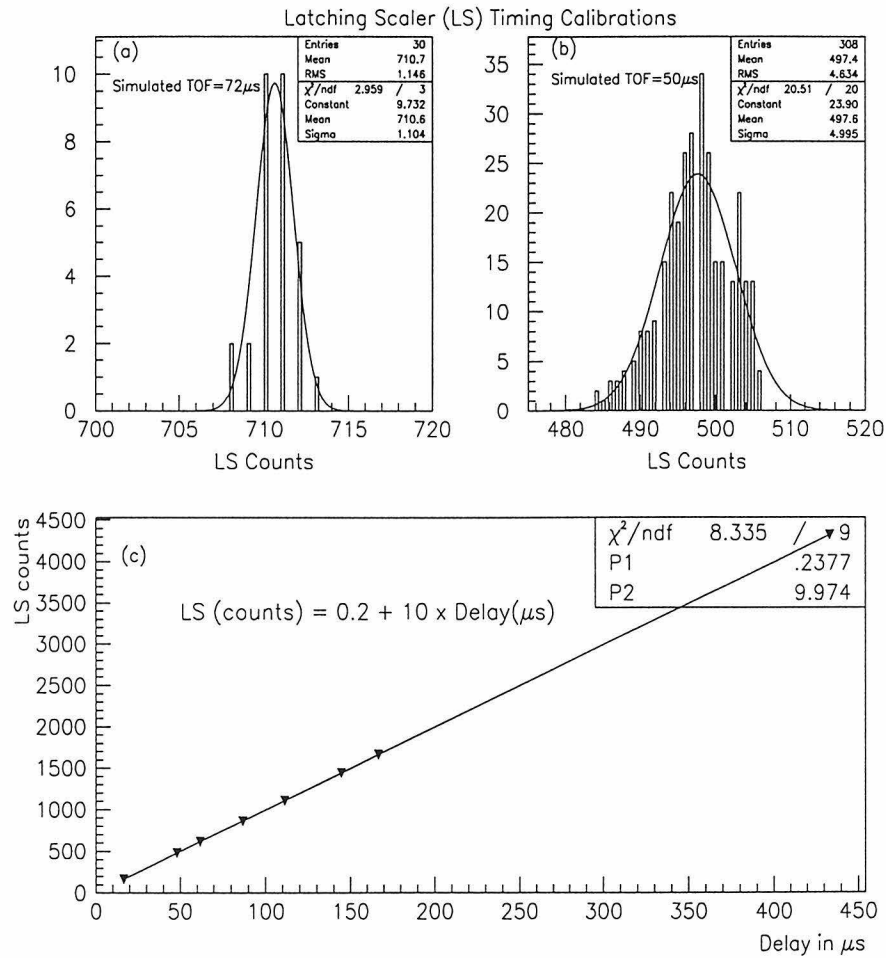 Latching Scaler (LS) Timing Calibrations
(a)
Simulated TOF=72μs
Entries 30
Mean 710.7
RMS 1.146
χ²/ndf 2.959 / 3
Constant 9.732
Mean 710.6
Sigma 1.104
10
8
6
4
2
0
700 705 710 715 720
LS Counts
(b)
Simulated TOF=50μs
Entries 308
Mean 497.4
RMS 4.634
χ²/ndf 20.51 / 20
Constant 23.90
Mean 497.6
Sigma 4.995
35
30
25
20
15
10
5
0
480 490 500 510 520
LS Counts
(c)
LS counts
χ²/ndf 8.335 / 9
P1 .2377
P2 9.974
LS (counts) = 0.2 + 10 x Delay(μs)
4500
4000
3500
3000
2500
2000
1500
1000
500
0
0 50 100 150 200 250 300 350 400 450
Delay in μs